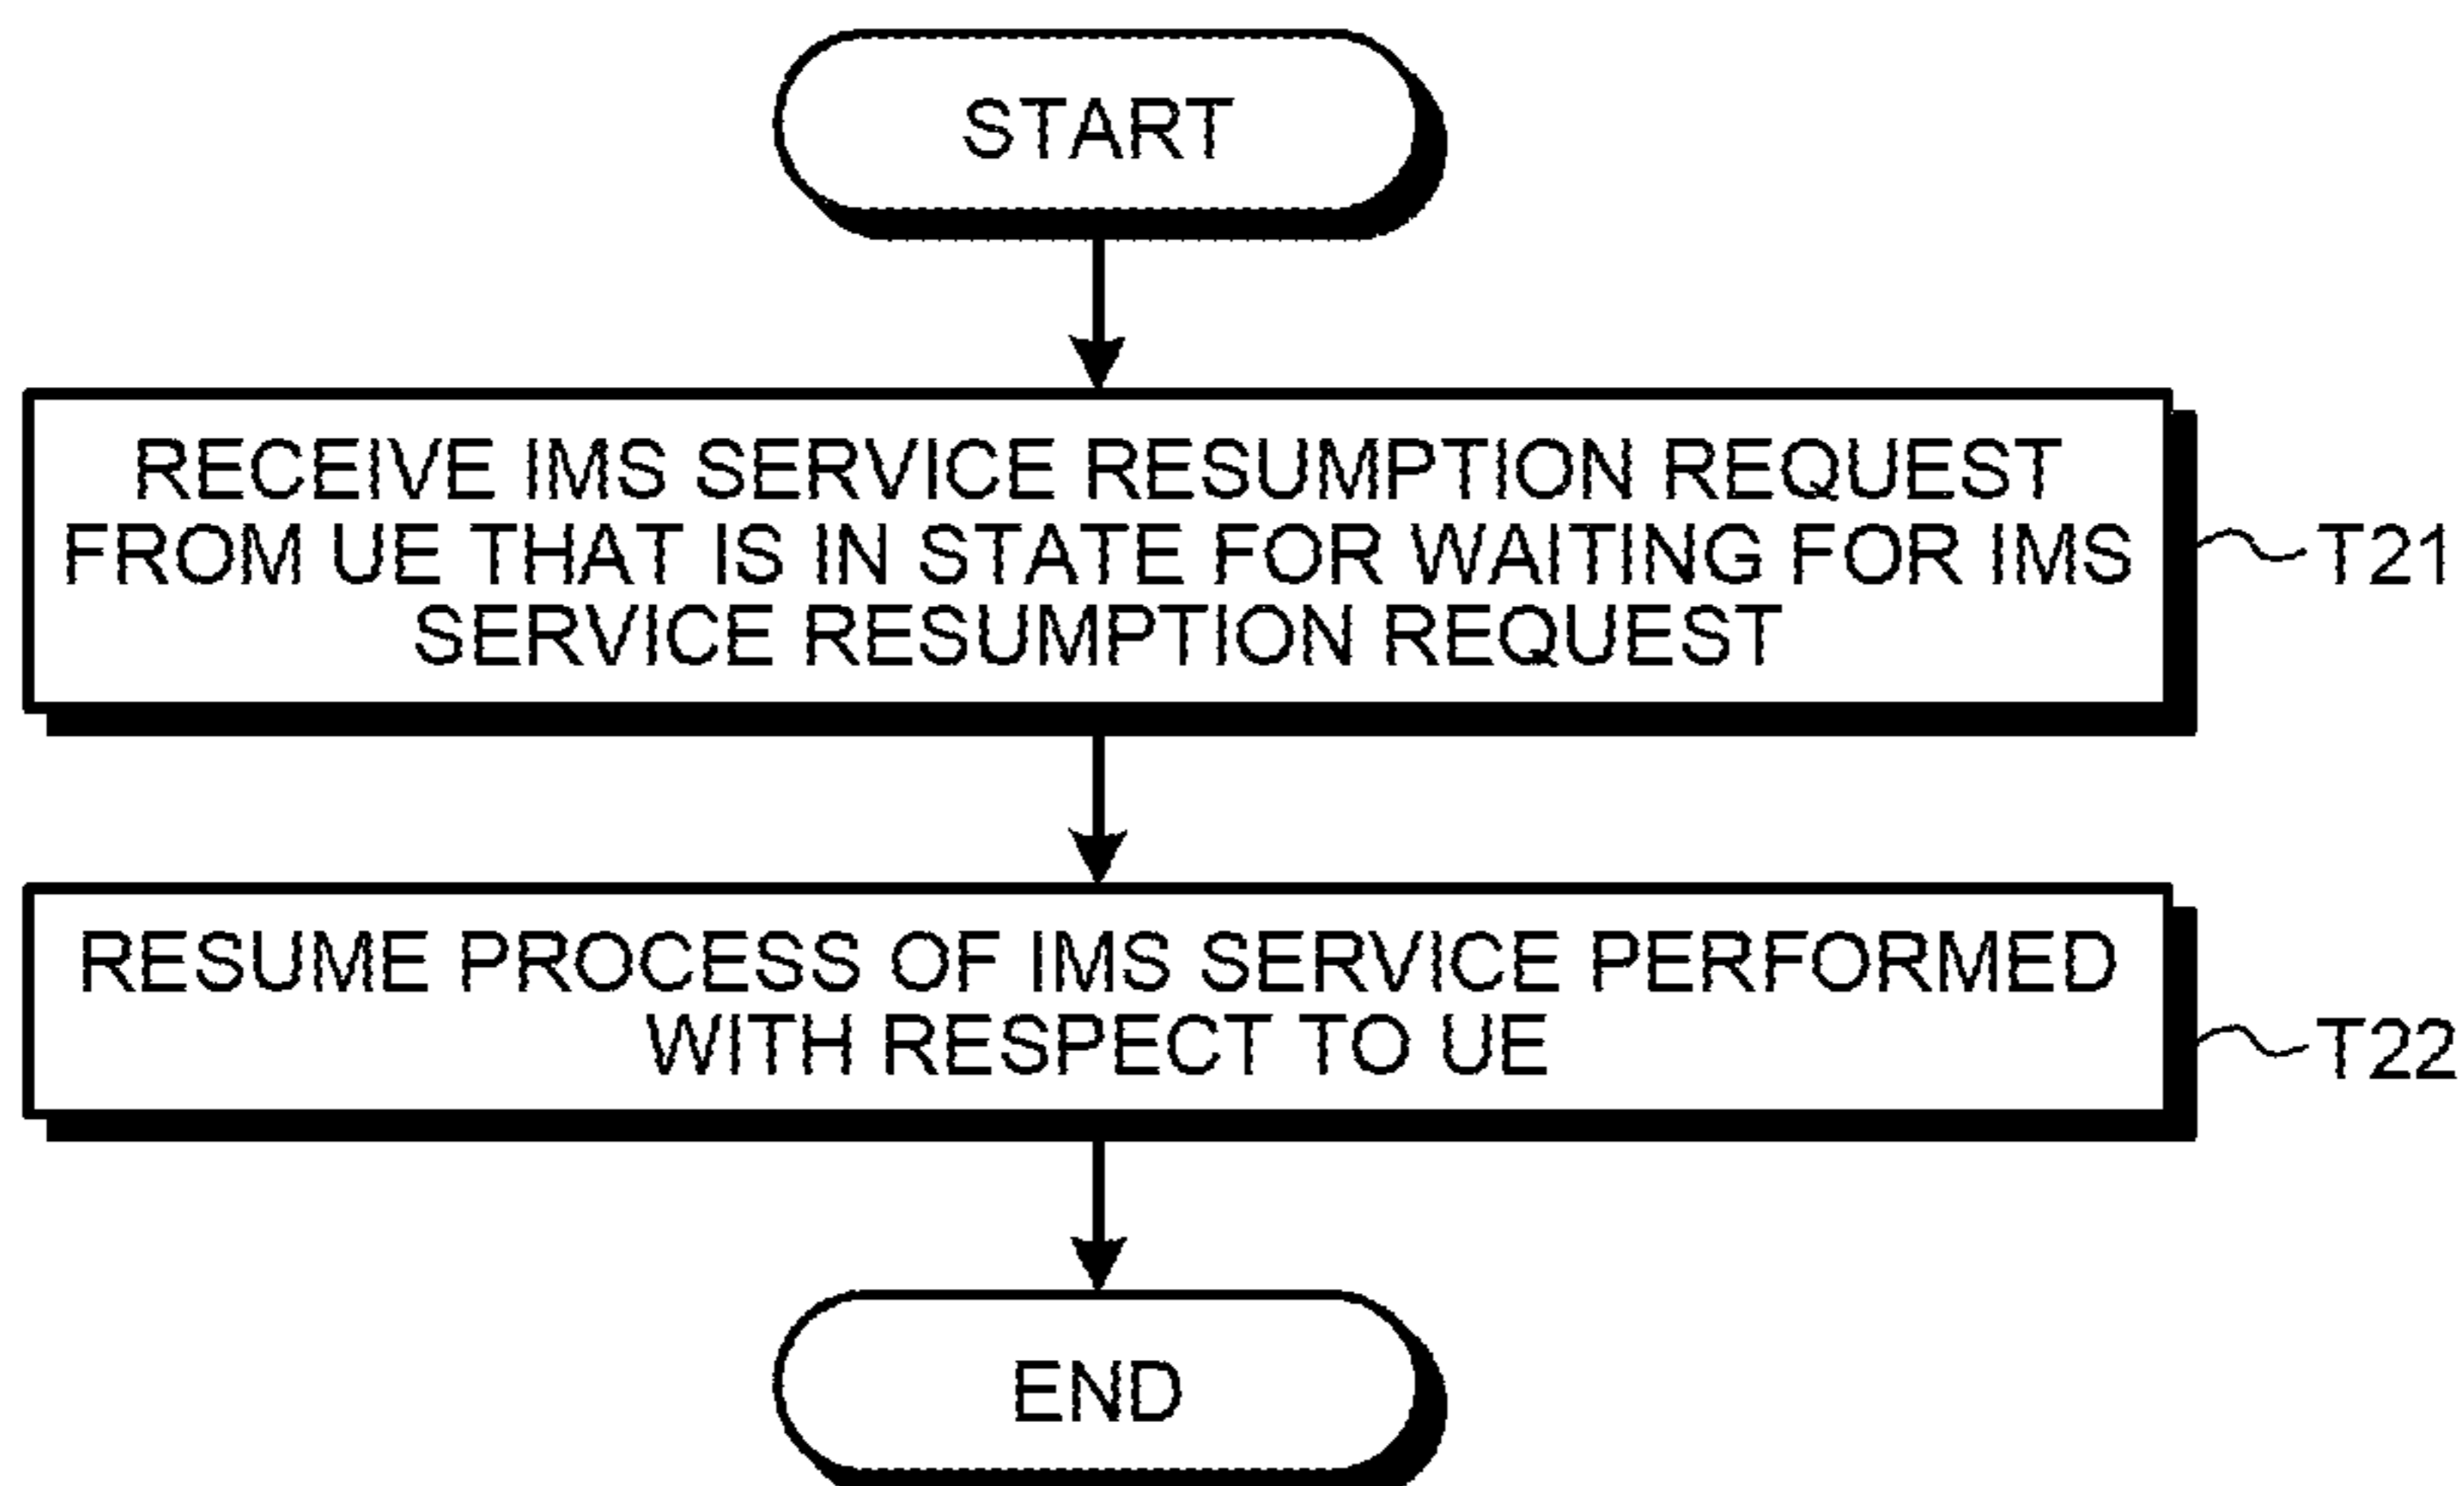 START
RECEIVE IMS SERVICE RESUMPTION REQUEST
FROM UE THAT IS IN STATE FOR WAITING FOR IMS
SERVICE RESUMPTION REQUEST
T21
RESUME PROCESS OF IMS SERVICE PERFORMED
WITH RESPECT TO UE
T22
END